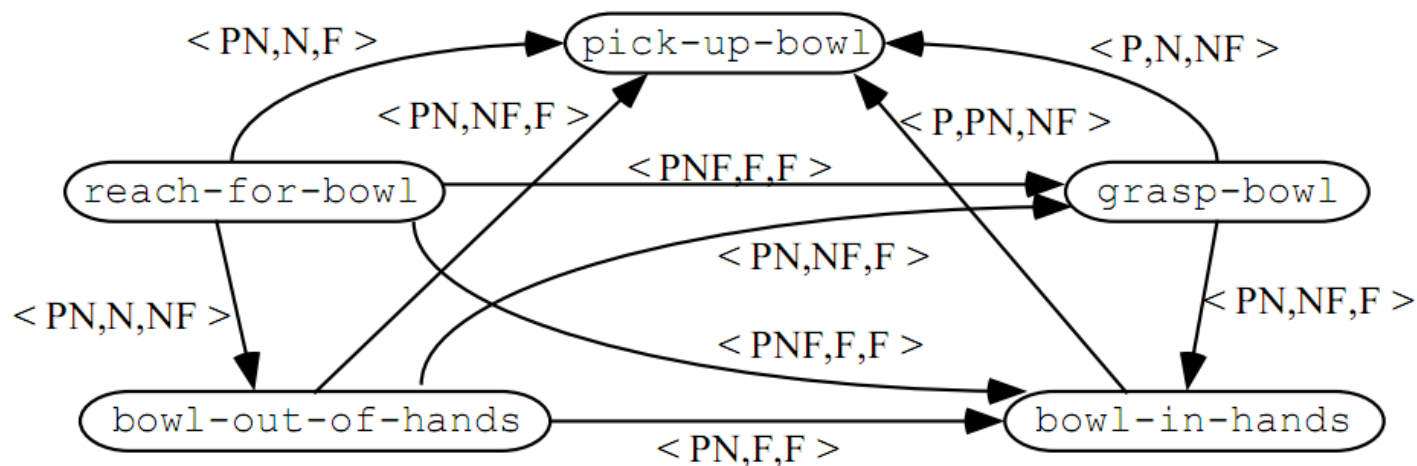 < PN,N,F >
pick-up-bowl
< P,N,NF >
< PN,NF,F >
< P,PN,NF >
< PNF,F,F >
reach-for-bowl
grasp-bowl
< PN,NF,F >
< PN,N,NF >
< PN,NF,F >
< PNF,F,F >
bowl-out-of-hands
bowl-in-hands
< PN,F,F >